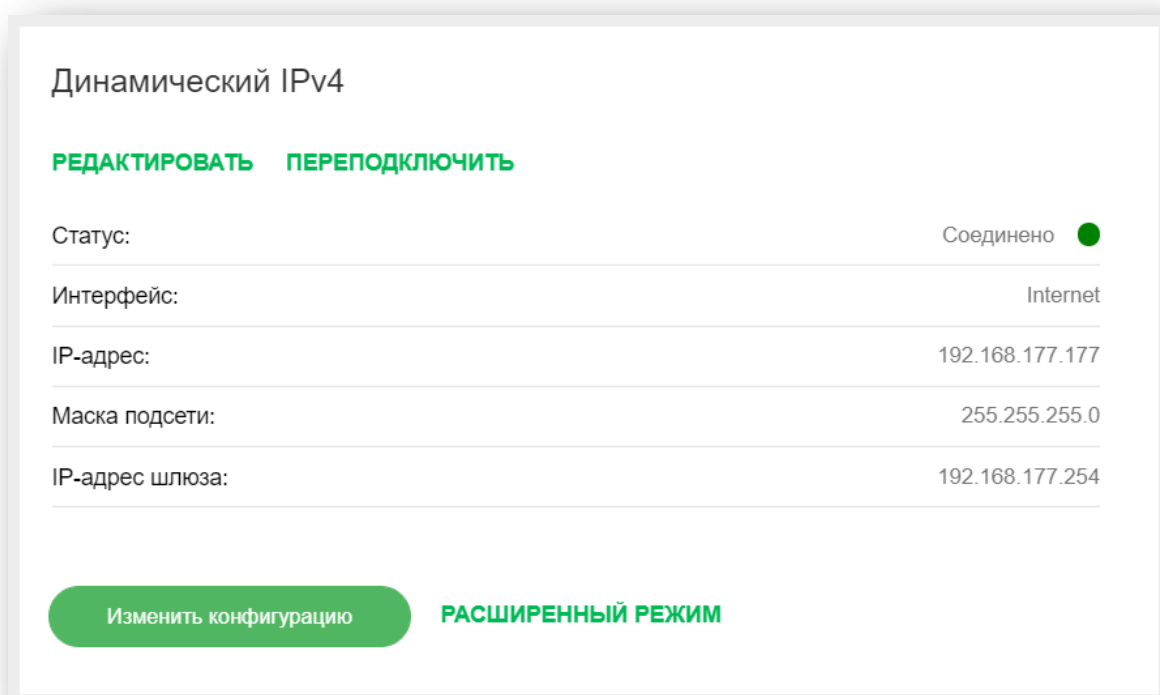 Динамический IPv4
РЕДАКТИРОВАТЬ ПЕРЕПОДКЛЮЧИТЬ
Статус: Соединено
Интерфейс: Internet
IP-адрес: 192.168.177.177
Маска подсети: 255.255.255.0
IP-адрес шлюза: 192.168.177.254
Изменить конфигурацию РАСШИРЕННЫЙ РЕЖИМ